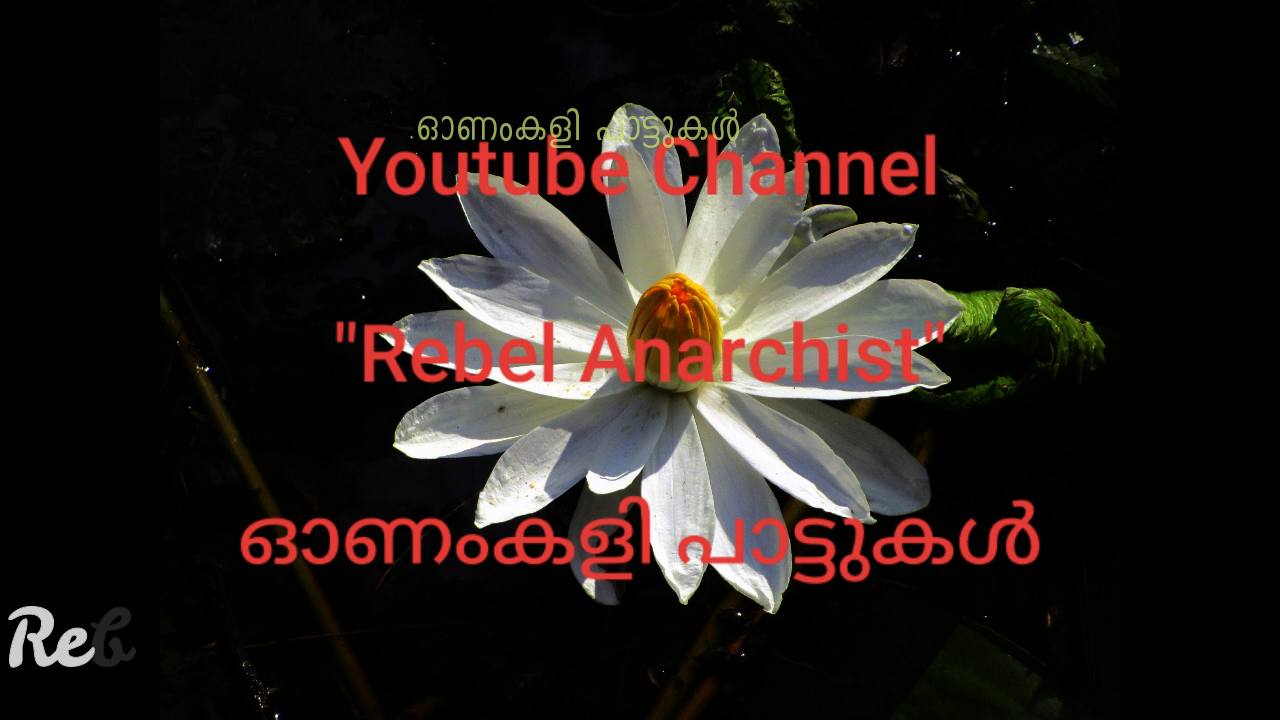 .ഓണംകളി പാട്ടുകൾ
Youtube Channel
"Rebel Anarchist"
ഓണംകളി പാട്ടുകൾ
Reb